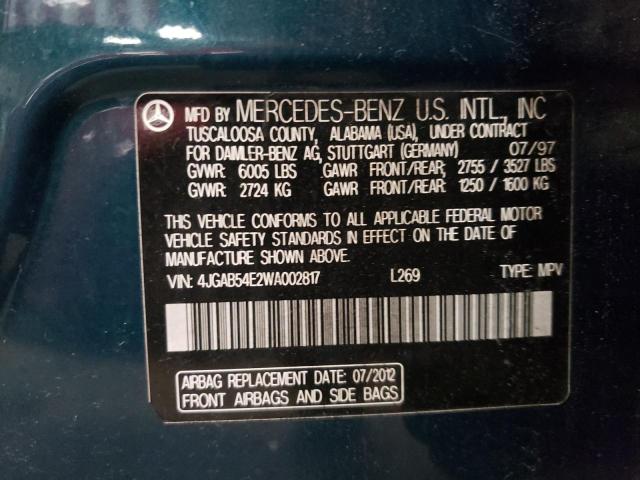 MFD BY MERCEDES-BENZ U.S. INTL., INC
TUSCALOOSA COUNTY, ALABAMA (USA), UNDER CONTRACT
FOR DAIMLER-BENZ AG, STUTTGART (GERMANY) 07/97
GVWR: 6005 LBS GAWR FRONT/REAR; 2755 / 3527 LBS
GVWR: 2724 KG GAWR FRONT/REAR; 1250 / 1600 KG
THIS VEHICLE CONFORMS TO ALL APPLICABLE FEDERAL MOTOR
VEHICLE SAFETY STANDARDS IN EFFECT ON THE DATE OF
MANUFACTURE SHOWN ABOVE.
VIN: 4JGAB54E2WA002817 L269 TYPE: MPV
AIRBAG REPLACEMENT DATE: 07/2012
FRONT AIRBAGS AND SIDE BAGS